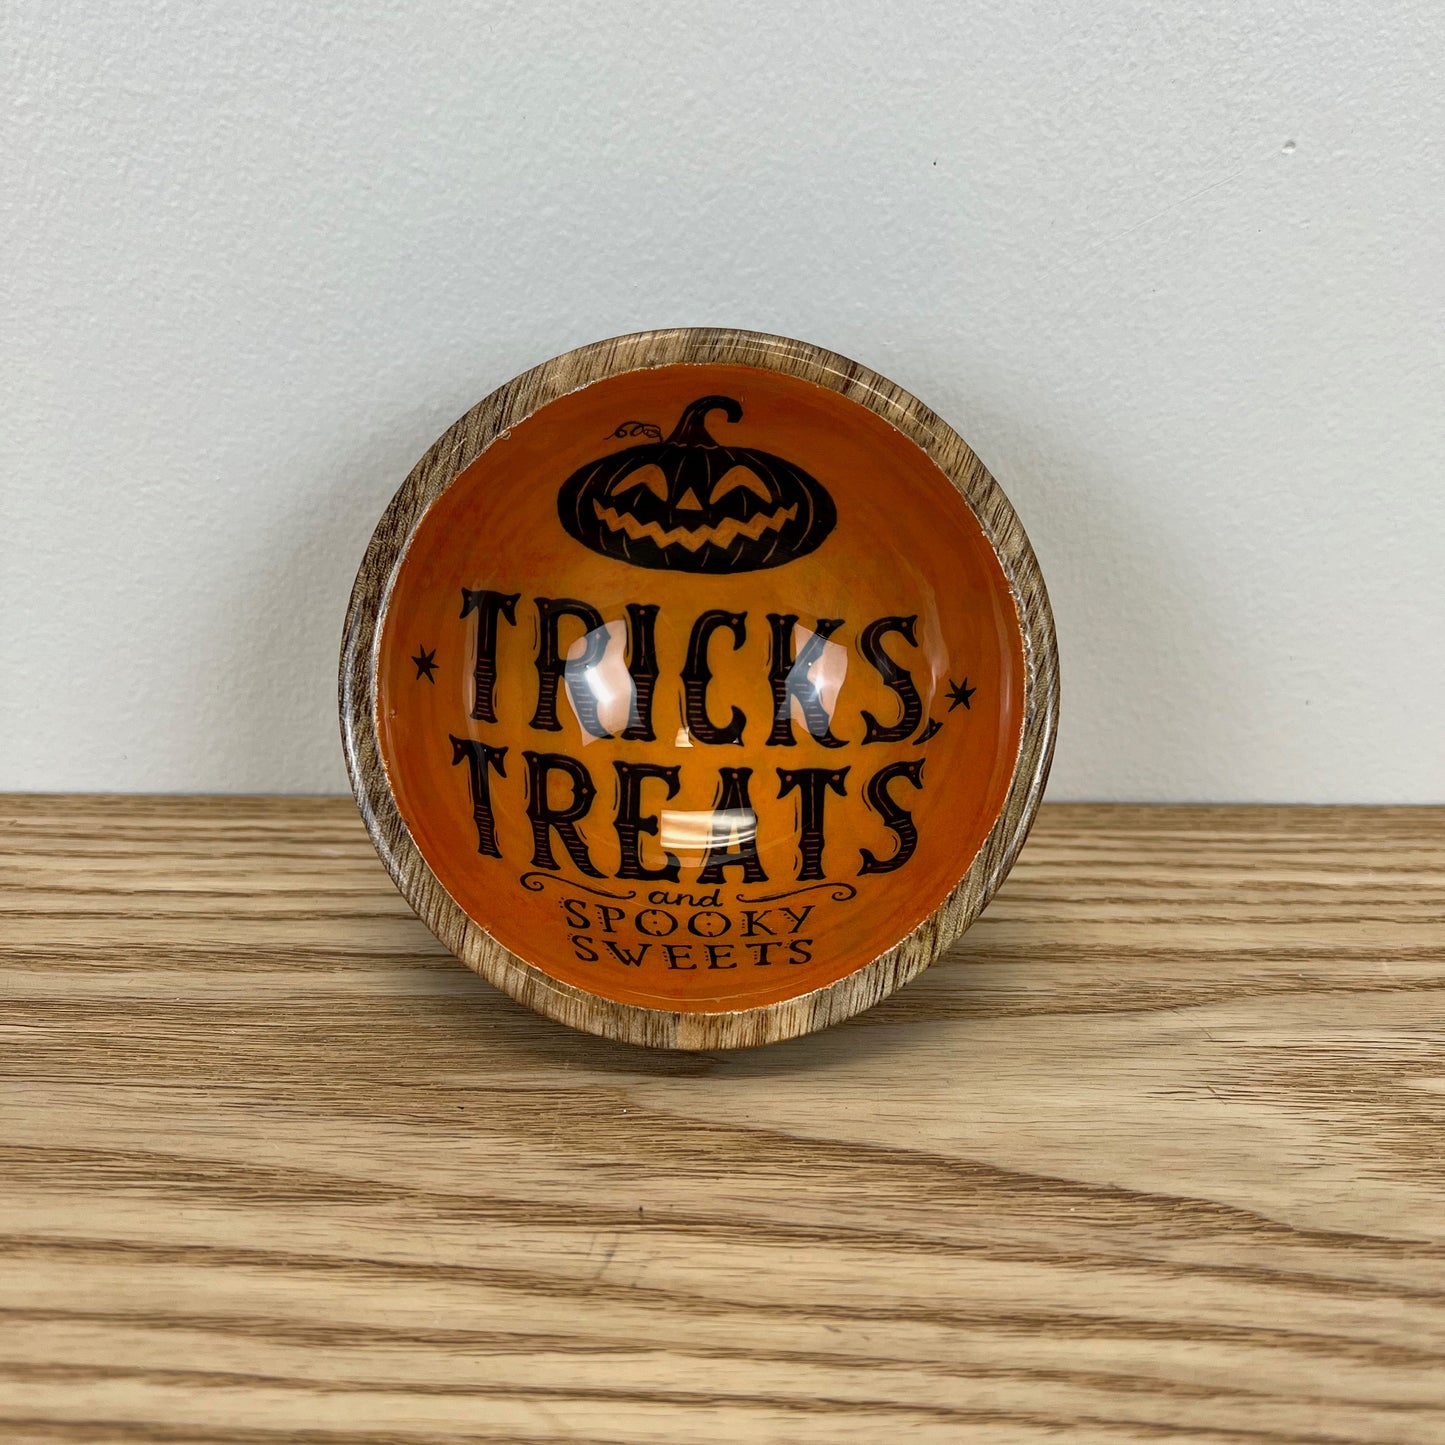 TRICKS,
TREATS
and
SPOOKY
SWEETS